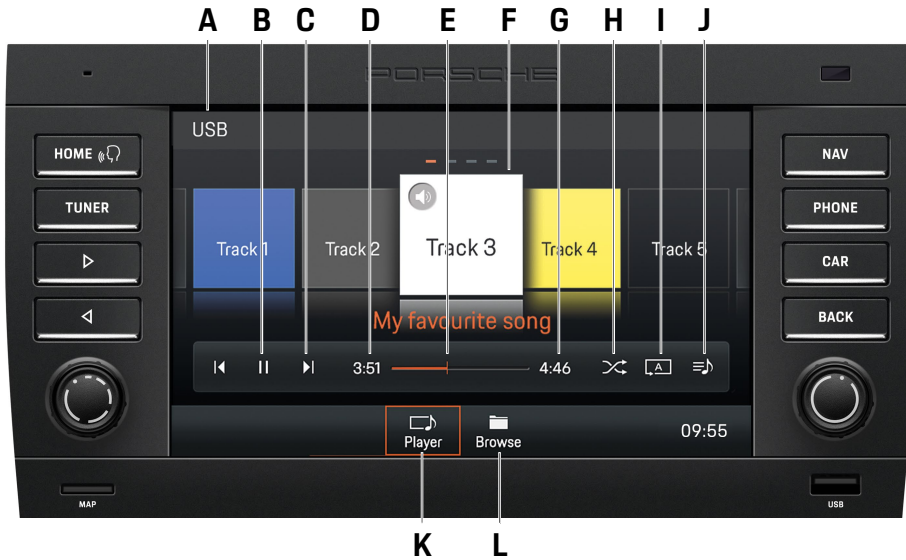 A B C D E F G H I J
PORSCHE
USB
HOME
TUNER
NAV
PHONE
CAR
BACK
Track 1
Track 2
Track 3
Track 4
Track 5
My favourite song
3:51
4:46
A
Player
Browse
09:55
MAP
USB
K L